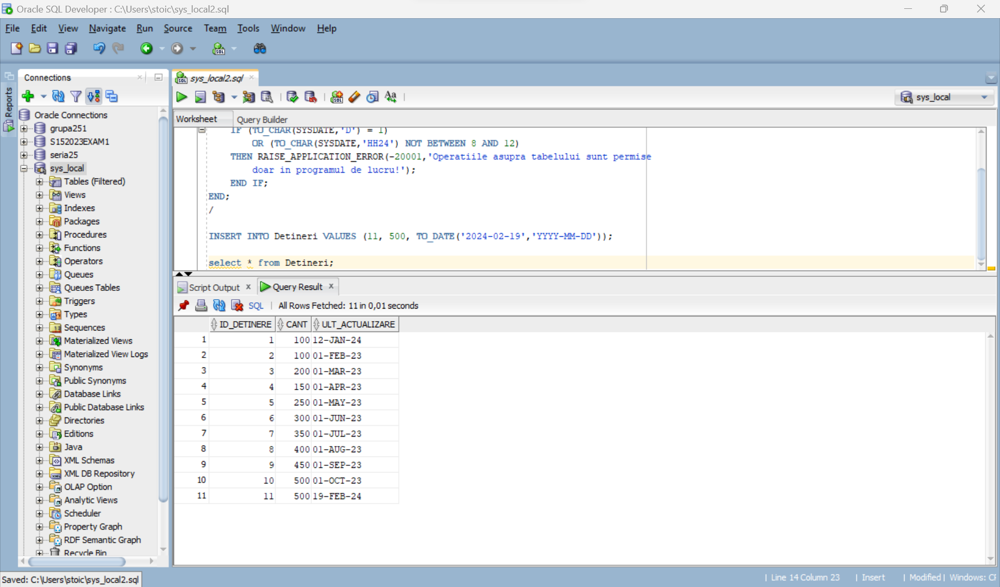 Oracle SQL Developer : C:\Users\stoic\sys_local2.sql
File Edit View Navigate Run Source Team Tools Window Help
Reports
Connections
Oracle Connections
grupa251
S152023EXAM1
seria25
sys_local
Tables (Filtered)
Views
Indexes
Packages
Procedures
Functions
Operators
Queues
Queues Tables
Triggers
Types
Sequences
Materialized Views
Materialized View Logs
Synonyms
Public Synonyms
Database Links
Public Database Links
Directories
Editions
Java
XML Schemas
XML DB Repository
OLAP Option
Analytic Views
Scheduler
Property Graph
RDF Semantic Graph
Recycle Bin
sys_local2.sql
sys_local
Worksheet Query Builder
IF (TO_CHAR(SYSDATE,'D') = 1)
OR (TO_CHAR(SYSDATE,'HH24') NOT BETWEEN 8 AND 12)
THEN RAISE_APPLICATION_ERROR(-20001,'Operatiile asupra tabelului sunt permise
doar in programul de lucru!');
END IF;
END;
/
INSERT INTO Detineri VALUES (11, 500, TO_DATE('2024-02-19','YYYY-MM-DD'));
select * from Detineri;
Script Output Query Result
SQL | All Rows Fetched: 11 in 0,01 seconds
ID_DETINERE CANT ULT_ACTUALIZARE
1 1 100 12-JAN-24
2 2 100 01-FEB-23
3 3 200 01-MAR-23
4 4 150 01-APR-23
5 5 250 01-MAY-23
6 6 300 01-JUN-23
7 7 350 01-JUL-23
8 8 400 01-AUG-23
9 9 450 01-SEP-23
10 10 500 01-OCT-23
11 11 500 19-FEB-24
Saved: C:\Users\stoic\sys_local2.sql
| Line 14 Column 23 | Insert | Modified | Windows: CF